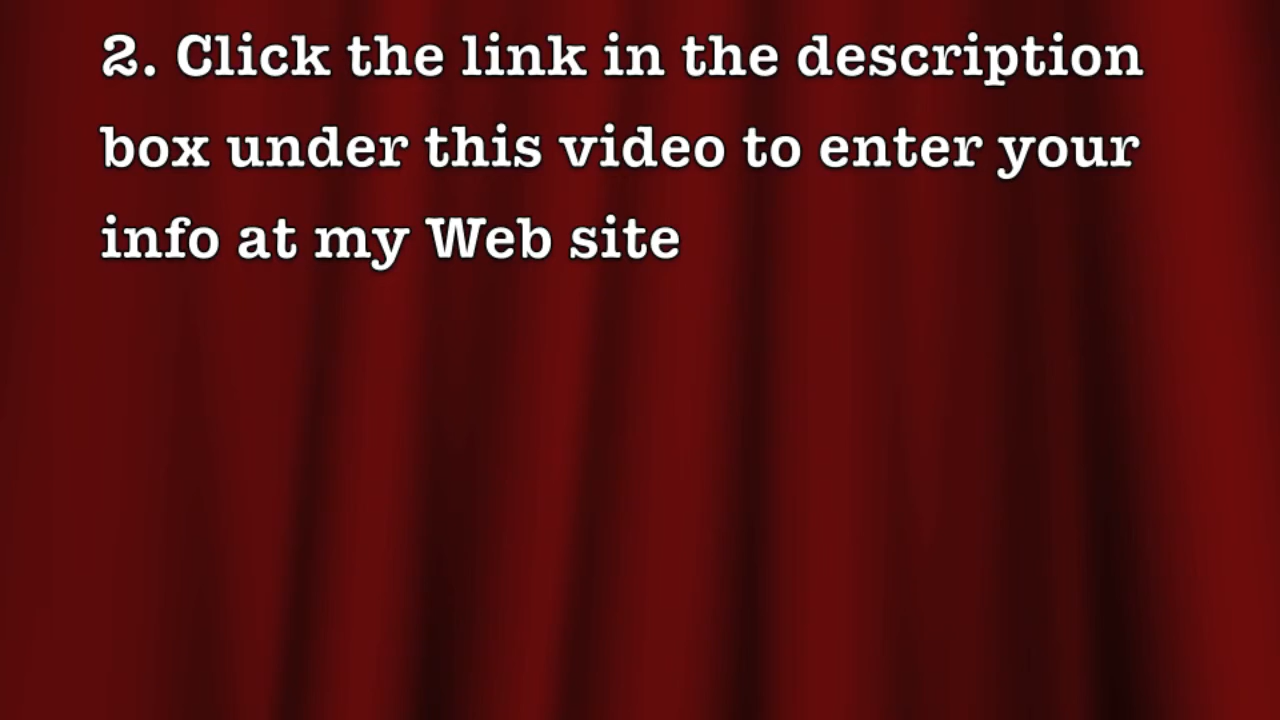 2. Click the link in the description
box under this video to enter your
info at my Web site